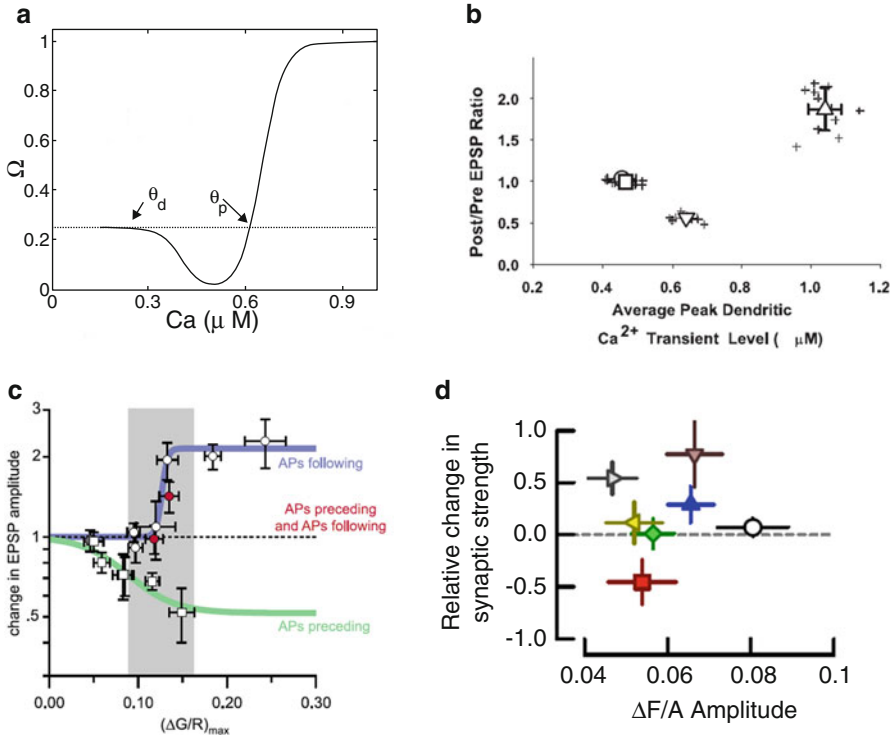 a
1
0.8
0.6
0.4
0.2
0
Ω
θd
θp
0
0.3
0.6
0.9
Ca (μ M)
b
Post/Pre EPSP Ratio
2.0
1.5
1.0
0.5
0.0
0.2
0.4
0.6
0.8
1.0
1.2
Average Peak Dendritic
Ca2+ Transient Level ( μM)
c
change in EPSP amplitude
3
2
1
.5
APs following
APs preceding
and APs following
APs preceding
0.00
0.10
0.20
0.30
(ΔG/R)max
d
Relative change in
synaptic strength
1.0
0.5
0.0
-0.5
-1.0
0.04
0.06
0.08
0.1
ΔF/A Amplitude